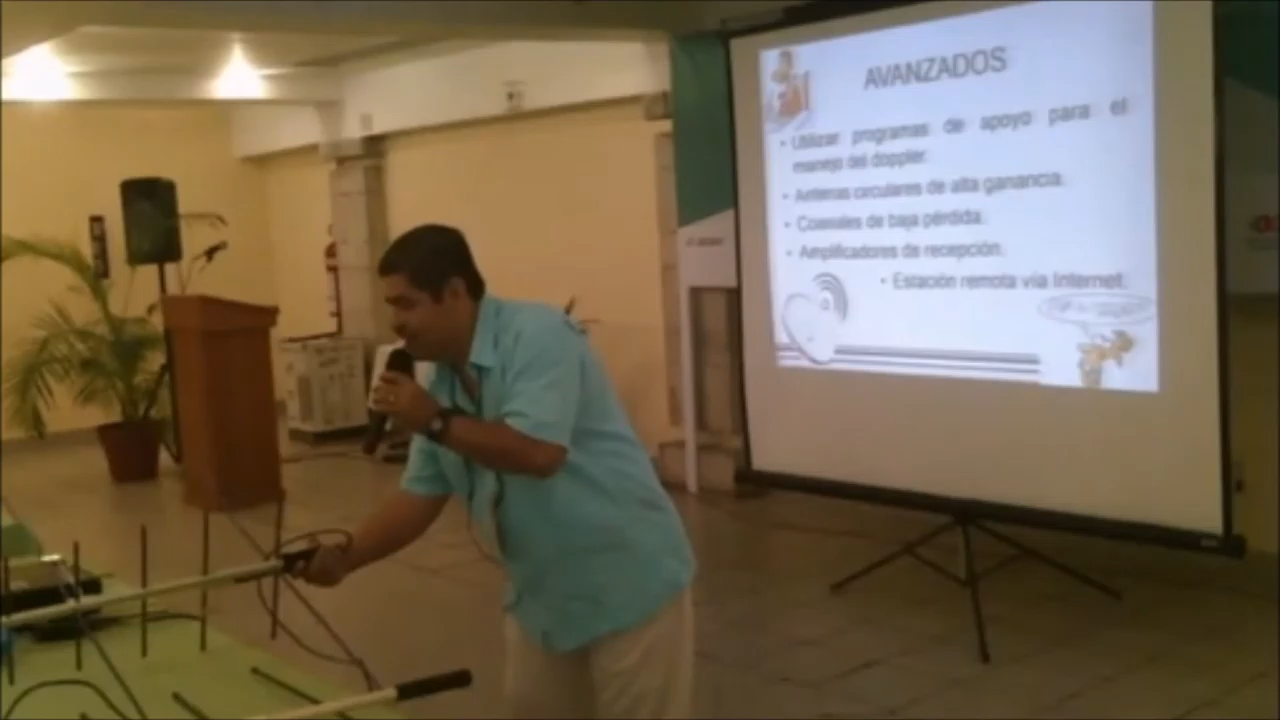 AVANZADOS
• Utilizar programas de apoyo para el
manejo del doppler.
• Antenas circulares de alta ganancia.
• Coaxiales de baja pérdida.
• Amplificadores de recepción.
• Estación remota vía Internet.